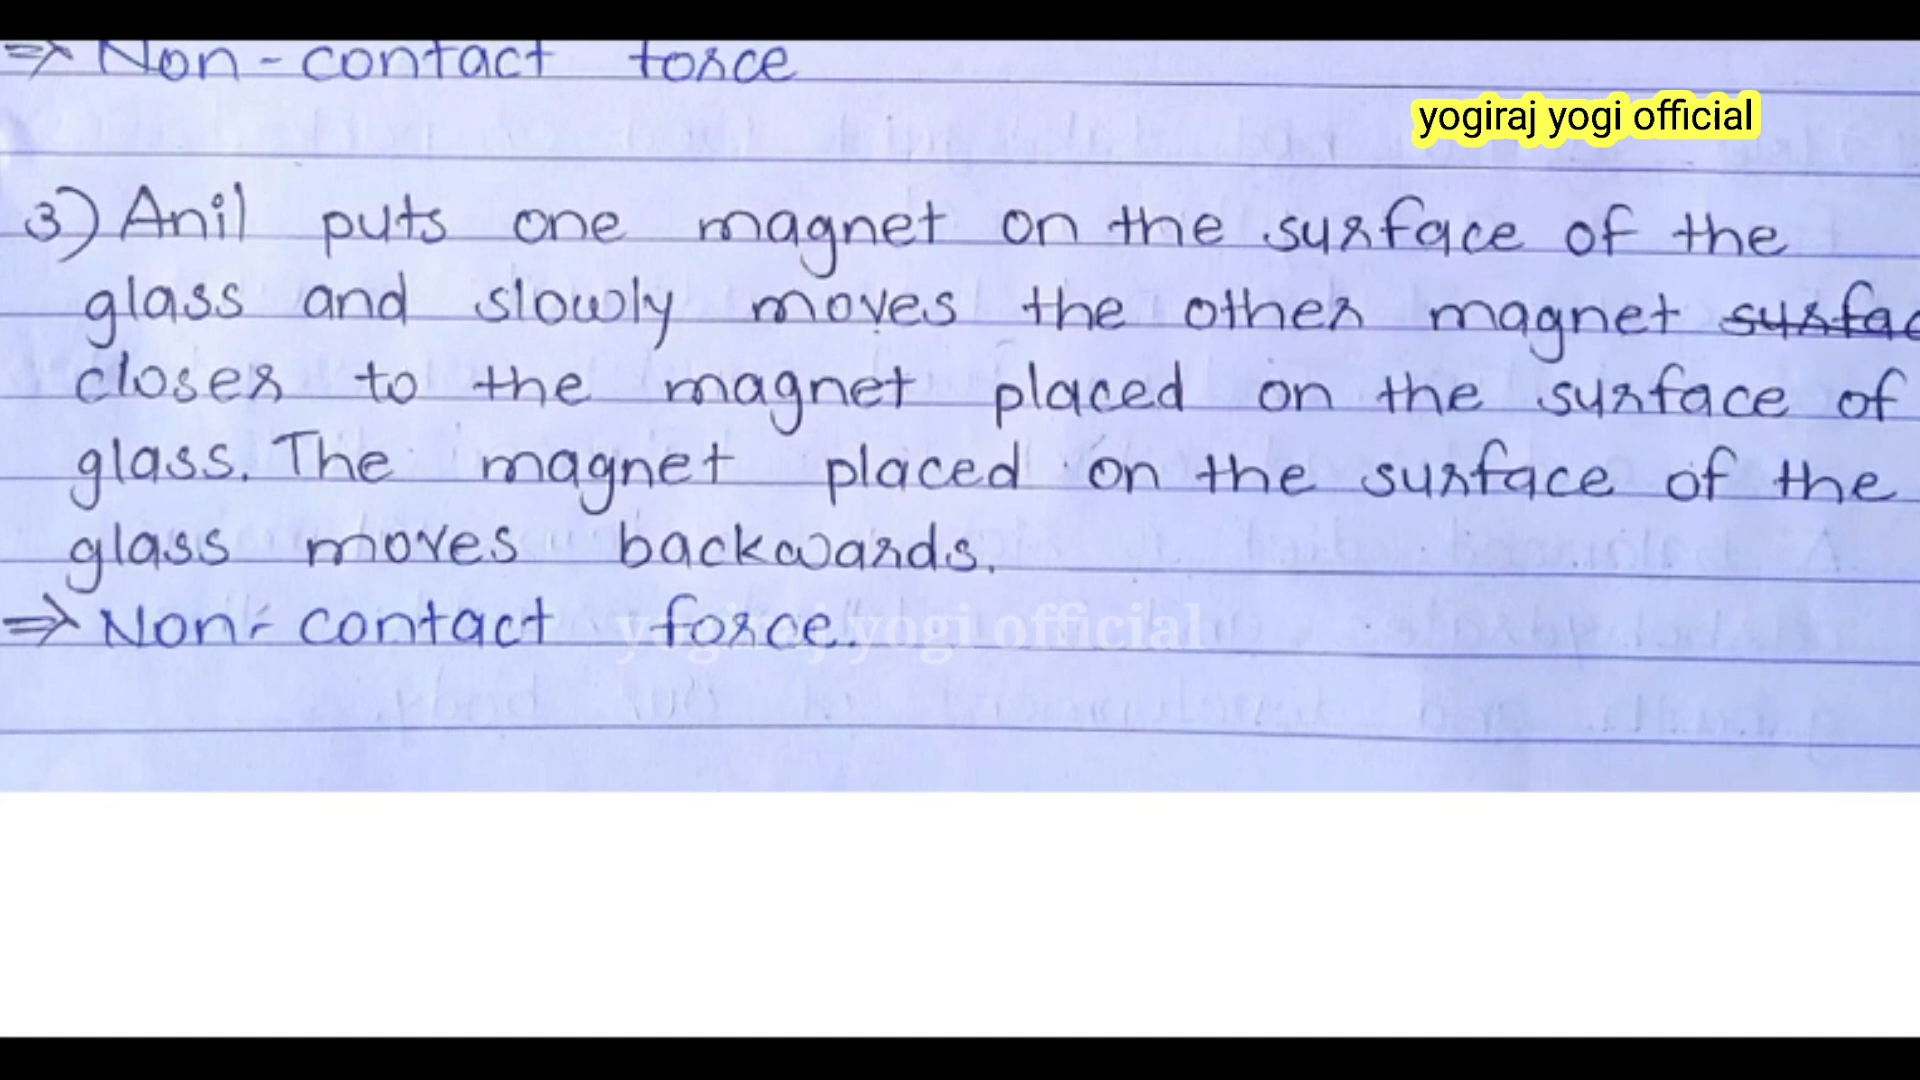 ⇒ Non-contact force
yogiraj yogi official
3) Anil puts one magnet on the surface of the
glass and slowly moves the other magnet surfac
closer to the magnet placed on the surface of
glass. The magnet placed on the surface of the
glass moves backwards.
⇒ Non-contact force.
yogiraj yogi official